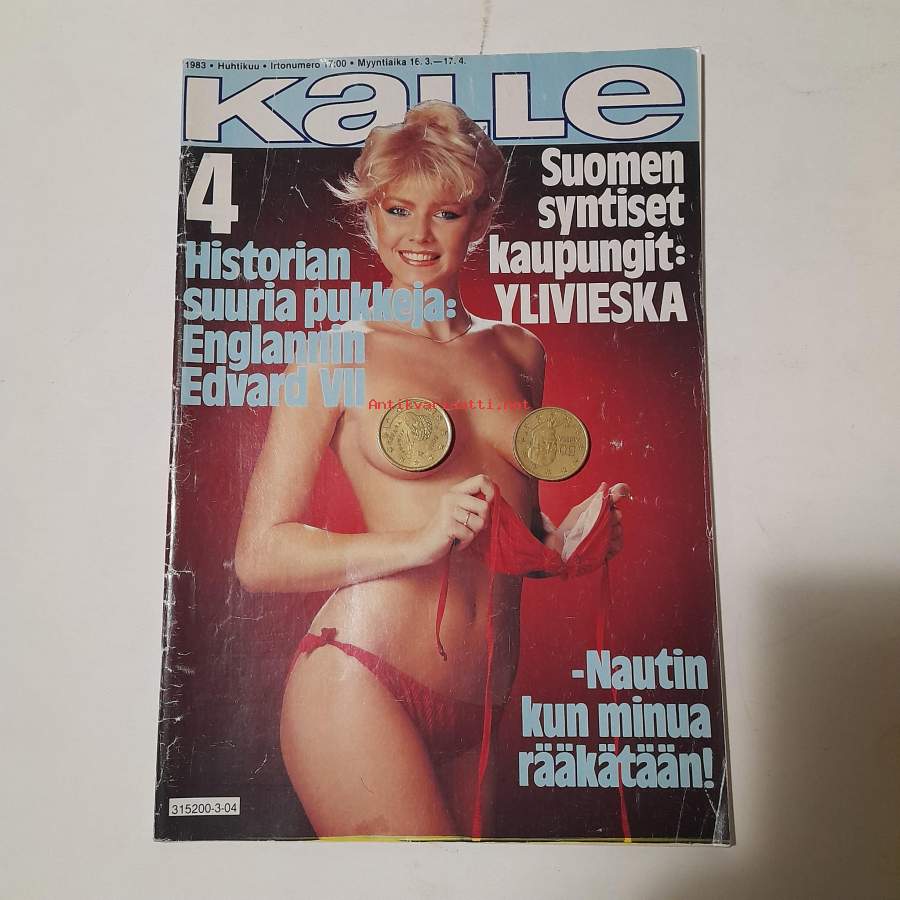 1983 • Huhtikuu • Irtonumero 17:00 • Myyntiaika 16. 3.—17. 4.
KaLLe
4
Suomen
syntiset
kaupungit:
YLIVIESKA
Historian
suuria pukkeja:
Englannin
Edvard VII
Antikvariaatti.net
-Nautin
kun minua
rääkätään!
315200-3-04